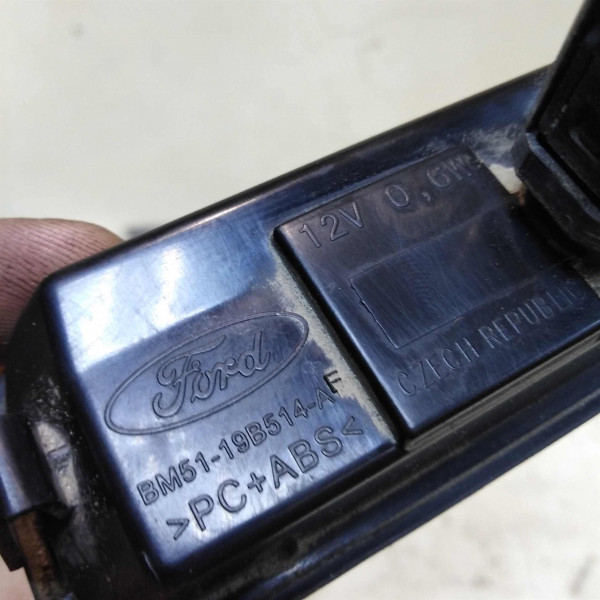 12V 0,6W
CZECH REPUBLIC
Ford
BM51-19B514-AF
>PC+ABS<